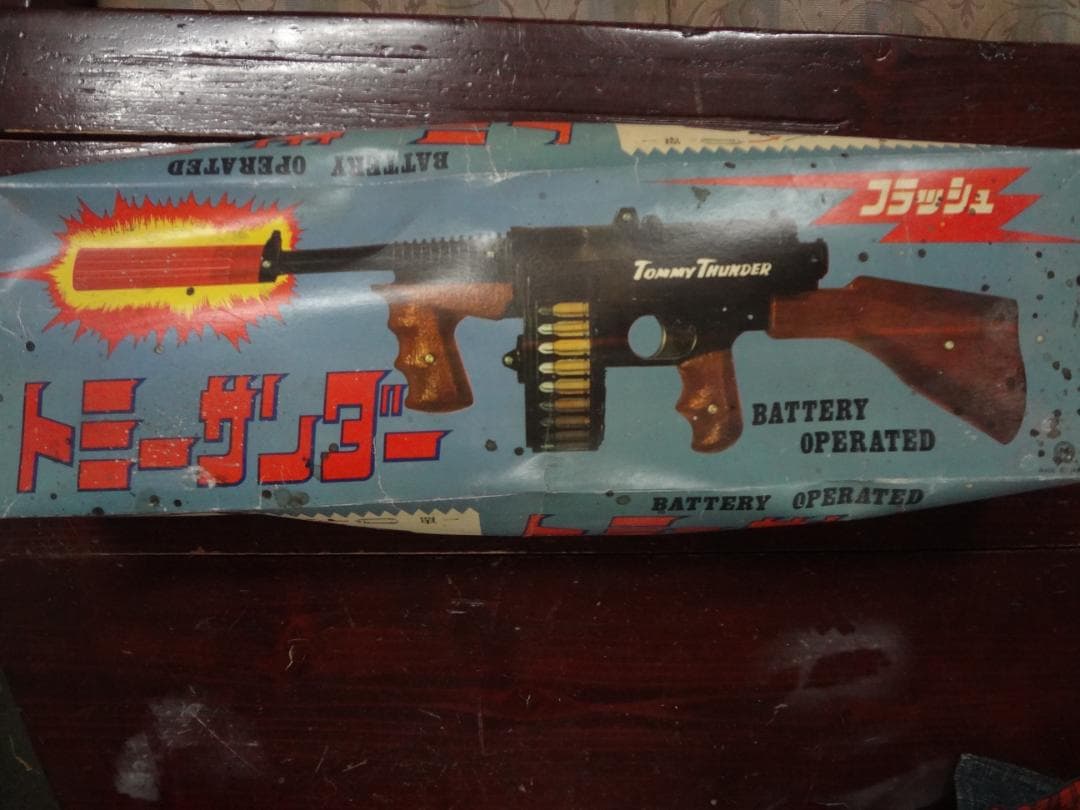 BATTERY OPERATED
フラッシュ
TOMMY THUNDER
トミーザンダー
BATTERY
OPERATED
BATTERY OPERATED